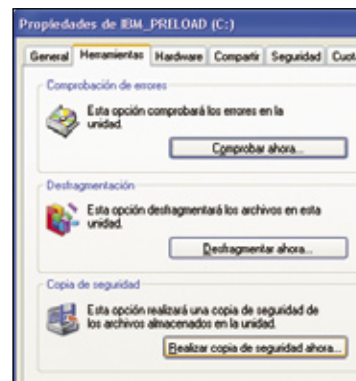 Propiedades de IBM_PRELOAD (C:)
General Herramientas Hardware Compartir Seguridad Cuot
Comprobación de errores
Esta opción comprobará los errores en la
unidad.
Comprobar ahora...
Desfragmentación
Esta opción desfragmentará los archivos en esta
unidad.
Desfragmentar ahora...
Copia de seguridad
Esta opción realizará una copia de seguridad de
los archivos almacenados en la unidad.
Realizar copia de seguridad ahora...